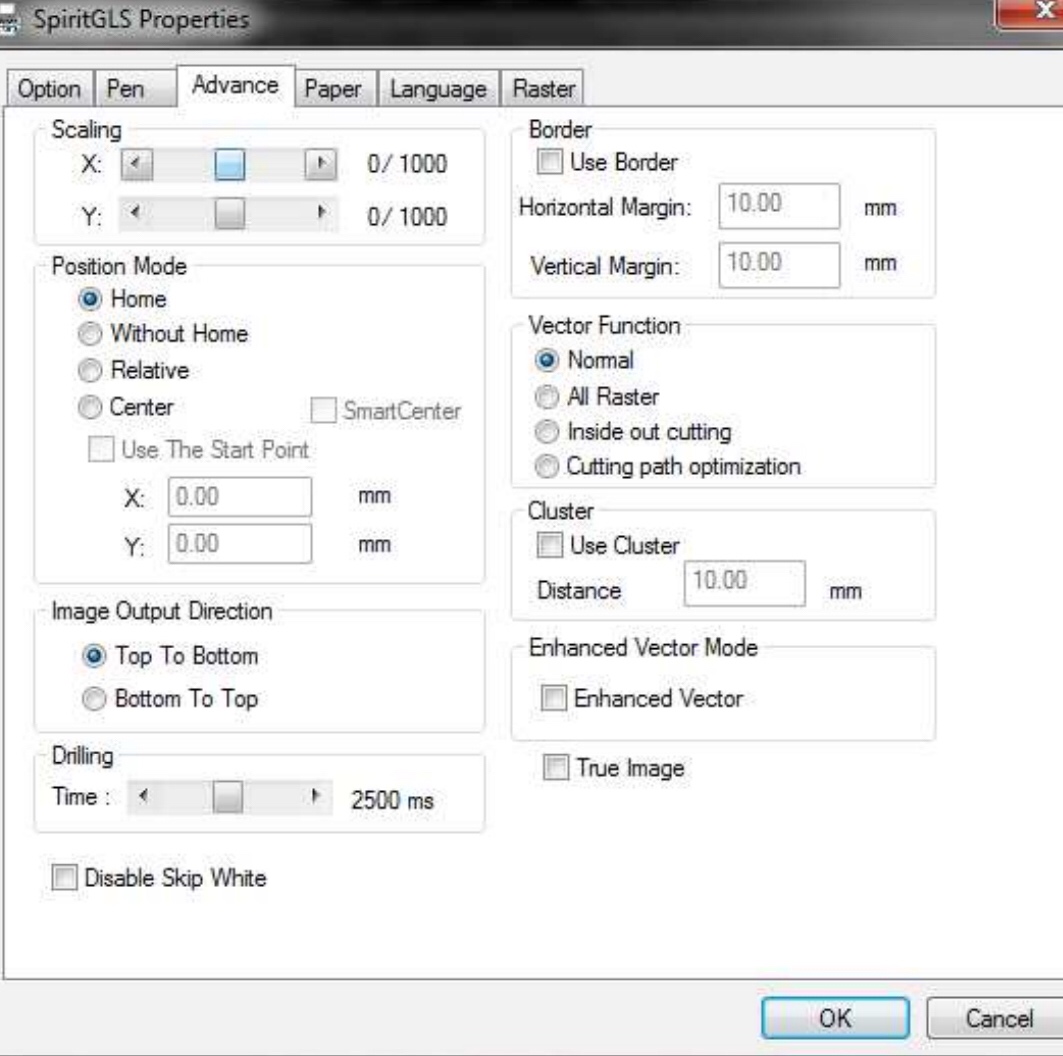 SpiritGLS Properties
Option Pen Advance Paper Language Raster
Scaling
X: 0/ 1000
Y: 0/ 1000
Position Mode
Home
Without Home
Relative
Center SmartCenter
Use The Start Point
X: 0.00 mm
Y: 0.00 mm
Image Output Direction
Top To Bottom
Bottom To Top
Drilling
Time : 2500 ms
Disable Skip White
Border
Use Border
Horizontal Margin: 10.00 mm
Vertical Margin: 10.00 mm
Vector Function
Normal
All Raster
Inside out cutting
Cutting path optimization
Cluster
Use Cluster
Distance 10.00 mm
Enhanced Vector Mode
Enhanced Vector
True Image
OK Cancel